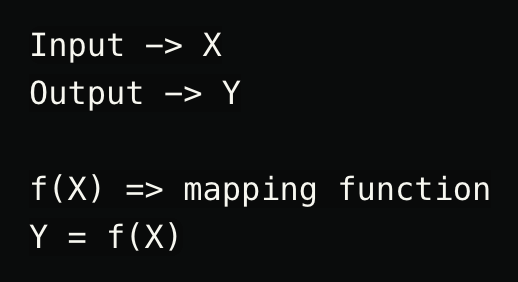 Input –> X
Output –> Y
f(X) => mapping function
Y = f(X)